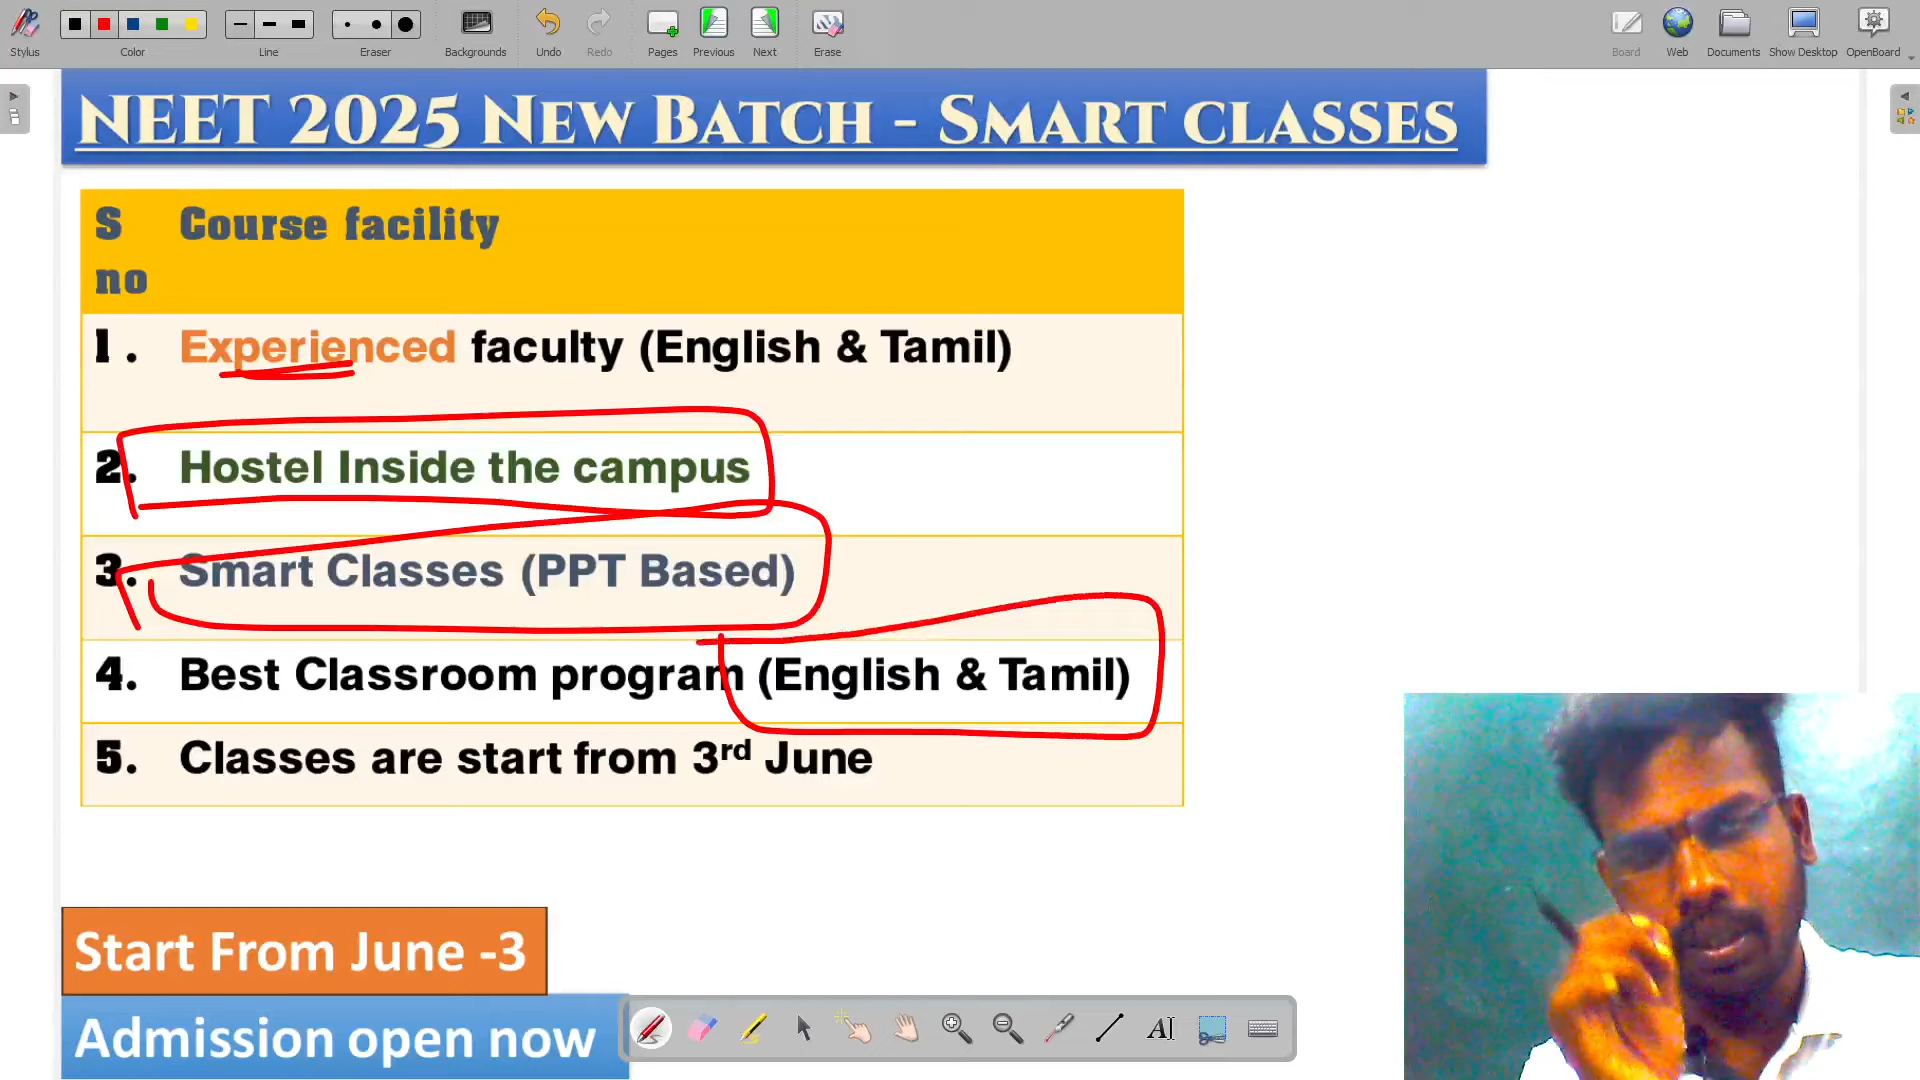 Stylus
Color
Line
Eraser
Backgrounds
Undo
Redo
Pages
Previous
Next
Erase
Board
Web
Documents
Show Desktop
OpenBoard
NEET 2025 NEW BATCH - SMART CLASSES
S no Course facility
1. Experienced faculty (English & Tamil)
2. Hostel Inside the campus
3. Smart Classes (PPT Based)
4. Best Classroom program (English & Tamil)
5. Classes are start from 3rd June
Start From June -3
Admission open now